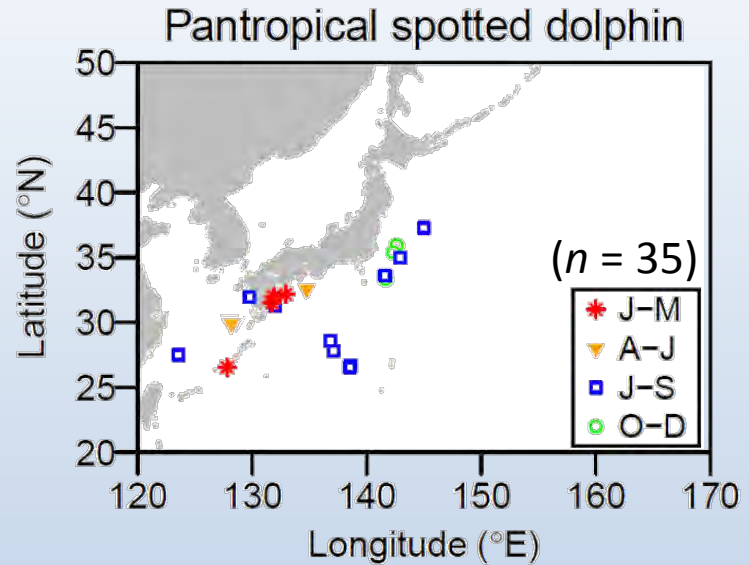 Pantropical spotted dolphin
50
45
40
35
30
25
20
Latitude (°N)
(n = 35)
J−M
A−J
J−S
O−D
120 130 140 150 160 170
Longitude (°E)